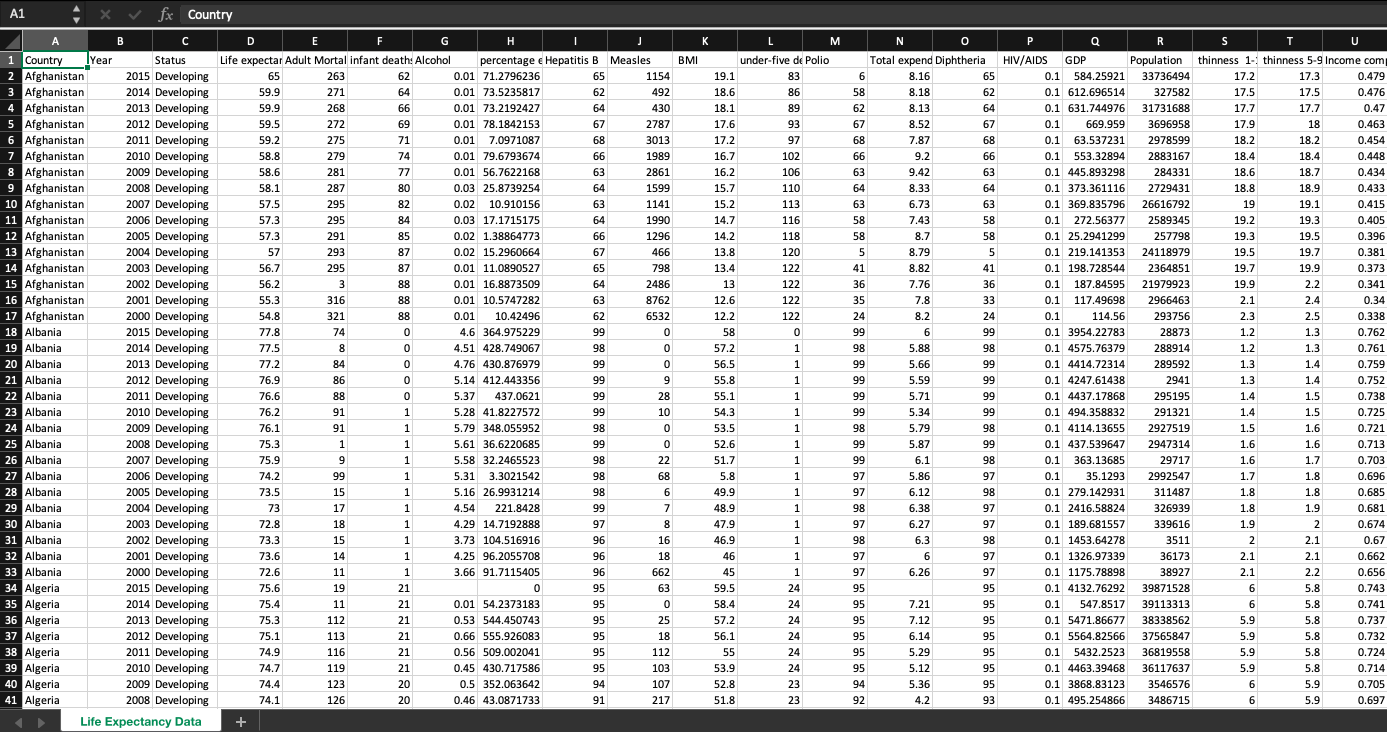 A1 fx Country
A B C D E F G H I J K L M N O P Q R S T U
1 Country Year Status Life expectan Adult Mortal infant deaths Alcohol percentage e Hepatitis B Measles BMI under-five de Polio Total expend Diphtheria HIV/AIDS GDP Population thinness 1-1 thinness 5-9 Income comp
2 Afghanistan 2015 Developing 65 263 62 0.01 71.2796236 65 1154 19.1 83 6 8.16 65 0.1 584.25921 33736494 17.2 17.3 0.479
3 Afghanistan 2014 Developing 59.9 271 64 0.01 73.5235817 62 492 18.6 86 58 8.18 62 0.1 612.696514 327582 17.5 17.5 0.476
4 Afghanistan 2013 Developing 59.9 268 66 0.01 73.2192427 64 430 18.1 89 62 8.13 64 0.1 631.744976 31731688 17.7 17.7 0.47
5 Afghanistan 2012 Developing 59.5 272 69 0.01 78.1842153 67 2787 17.6 93 67 8.52 67 0.1 669.959 3696958 17.9 18 0.463
6 Afghanistan 2011 Developing 59.2 275 71 0.01 7.0971087 68 3013 17.2 97 68 7.87 68 0.1 63.537231 2978599 18.2 18.2 0.454
7 Afghanistan 2010 Developing 58.8 279 74 0.01 79.6793674 66 1989 16.7 102 66 9.2 66 0.1 553.32894 2883167 18.4 18.4 0.448
8 Afghanistan 2009 Developing 58.6 281 77 0.01 56.7622168 63 2861 16.2 106 63 9.42 63 0.1 445.893298 284331 18.6 18.7 0.434
9 Afghanistan 2008 Developing 58.1 287 80 0.03 25.8739254 64 1599 15.7 110 64 8.33 64 0.1 373.361116 2729431 18.8 18.9 0.433
10 Afghanistan 2007 Developing 57.5 295 82 0.02 10.910156 63 1141 15.2 113 63 6.73 63 0.1 369.835796 26616792 19 19.1 0.415
11 Afghanistan 2006 Developing 57.3 295 84 0.03 17.1715175 64 1990 14.7 116 58 7.43 58 0.1 272.56377 2589345 19.2 19.3 0.405
12 Afghanistan 2005 Developing 57.3 291 85 0.02 1.38864773 66 1296 14.2 118 58 8.7 58 0.1 25.2941299 257798 19.3 19.5 0.396
13 Afghanistan 2004 Developing 57 293 87 0.02 15.2960664 67 466 13.8 120 5 8.79 5 0.1 219.141353 24118979 19.5 19.7 0.381
14 Afghanistan 2003 Developing 56.7 295 87 0.01 11.0890527 65 798 13.4 122 41 8.82 41 0.1 198.728544 2364851 19.7 19.9 0.373
15 Afghanistan 2002 Developing 56.2 3 88 0.01 16.8873509 64 2486 13 122 36 7.76 36 0.1 187.84595 21979923 19.9 2.2 0.341
16 Afghanistan 2001 Developing 55.3 316 88 0.01 10.5747282 63 8762 12.6 122 35 7.8 33 0.1 117.49698 2966463 2.1 2.4 0.34
17 Afghanistan 2000 Developing 54.8 321 88 0.01 10.42496 62 6532 12.2 122 24 8.2 24 0.1 114.56 293756 2.3 2.5 0.338
18 Albania 2015 Developing 77.8 74 0 4.6 364.975229 99 0 58 0 99 6 99 0.1 3954.22783 28873 1.2 1.3 0.762
19 Albania 2014 Developing 77.5 8 0 4.51 428.749067 98 0 57.2 1 98 5.88 98 0.1 4575.76379 288914 1.2 1.3 0.761
20 Albania 2013 Developing 77.2 84 0 4.76 430.876979 99 0 56.5 1 99 5.66 99 0.1 4414.72314 289592 1.3 1.4 0.759
21 Albania 2012 Developing 76.9 86 0 5.14 412.443356 99 9 55.8 1 99 5.59 99 0.1 4247.61438 2941 1.3 1.4 0.752
22 Albania 2011 Developing 76.6 88 0 5.37 437.0621 99 28 55.1 1 99 5.71 99 0.1 4437.17868 295195 1.4 1.5 0.738
23 Albania 2010 Developing 76.2 91 1 5.28 41.8227572 99 10 54.3 1 99 5.34 99 0.1 494.358832 291321 1.4 1.5 0.725
24 Albania 2009 Developing 76.1 91 1 5.79 348.055952 98 0 53.5 1 98 5.79 98 0.1 4114.13655 2927519 1.5 1.6 0.721
25 Albania 2008 Developing 75.3 1 1 5.61 36.6220685 99 0 52.6 1 99 5.87 99 0.1 437.539647 2947314 1.6 1.6 0.713
26 Albania 2007 Developing 75.9 9 1 5.58 32.2465523 98 22 51.7 1 99 6.1 98 0.1 363.13685 29717 1.6 1.7 0.703
27 Albania 2006 Developing 74.2 99 1 5.31 3.3021542 98 68 5.8 1 97 5.86 97 0.1 35.1293 2992547 1.7 1.8 0.696
28 Albania 2005 Developing 73.5 15 1 5.16 26.9931214 98 6 49.9 1 97 6.12 98 0.1 279.142931 311487 1.8 1.8 0.685
29 Albania 2004 Developing 73 17 1 4.54 221.8428 99 7 48.9 1 98 6.38 97 0.1 2416.58824 326939 1.8 1.9 0.681
30 Albania 2003 Developing 72.8 18 1 4.29 14.7192888 97 8 47.9 1 97 6.27 97 0.1 189.681557 339616 1.9 2 0.674
31 Albania 2002 Developing 73.3 15 1 3.73 104.516916 96 16 46.9 1 98 6.3 98 0.1 1453.64278 3511 2 2.1 0.67
32 Albania 2001 Developing 73.6 14 1 4.25 96.2055708 96 18 46 1 97 6 97 0.1 1326.97339 36173 2.1 2.1 0.662
33 Albania 2000 Developing 72.6 11 1 3.66 91.7115405 96 662 45 1 97 6.26 97 0.1 1175.78898 38927 2.1 2.2 0.656
34 Algeria 2015 Developing 75.6 19 21 0 95 63 59.5 24 95 95 0.1 4132.76292 39871528 6 5.8 0.743
35 Algeria 2014 Developing 75.4 11 21 0.01 54.2373183 95 0 58.4 24 95 7.21 95 0.1 547.8517 39113313 6 5.8 0.741
36 Algeria 2013 Developing 75.3 112 21 0.53 544.450743 95 25 57.2 24 95 7.12 95 0.1 5471.86677 38338562 5.9 5.8 0.737
37 Algeria 2012 Developing 75.1 113 21 0.66 555.926083 95 18 56.1 24 95 6.14 95 0.1 5564.82566 37565847 5.9 5.8 0.732
38 Algeria 2011 Developing 74.9 116 21 0.56 509.002041 95 112 55 24 95 5.29 95 0.1 5432.2523 36819558 5.9 5.8 0.724
39 Algeria 2010 Developing 74.7 119 21 0.45 430.717586 95 103 53.9 24 95 5.12 95 0.1 4463.39468 36117637 5.9 5.8 0.714
40 Algeria 2009 Developing 74.4 123 20 0.5 352.063642 94 107 52.8 23 94 5.36 95 0.1 3868.83123 3546576 6 5.9 0.705
41 Algeria 2008 Developing 74.1 126 20 0.46 43.0871733 91 217 51.8 23 92 4.2 93 0.1 495.254866 3486715 6 5.9 0.697
Life Expectancy Data +